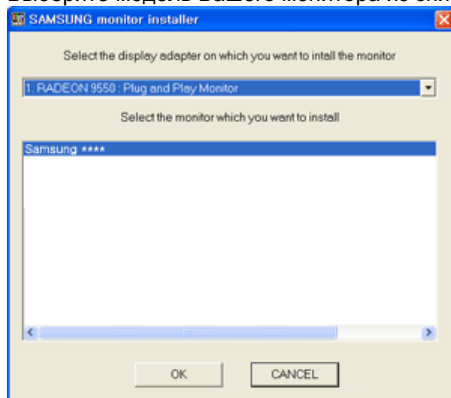 SAMSUNG monitor installer
Select the display adapter on which you want to intall the monitor
1. RADEON 9550 : Plug and Play Monitor
Select the monitor which you want to install
Samsung ****
OK CANCEL